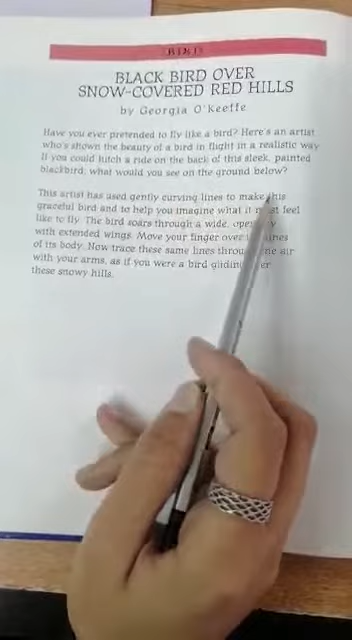 BIRD
BLACK BIRD OVER
SNOW-COVERED RED HILLS
by Georgia O'Keeffe
Have you ever pretended to fly like a bird? Here's an artist
who's shown the beauty of a bird in flight in a realistic way.
If you could hitch a ride on the back of this sleek, painted
blackbird, what would you see on the ground below?
This artist has used gently curving lines to make this
graceful bird and to help you imagine what it must feel
like to fly. The bird soars through a wide, open
with extended wings. Move your finger over lines
of its body. Now trace these same lines through the air
with your arms, as if you were a bird gliding over
these snowy hills.